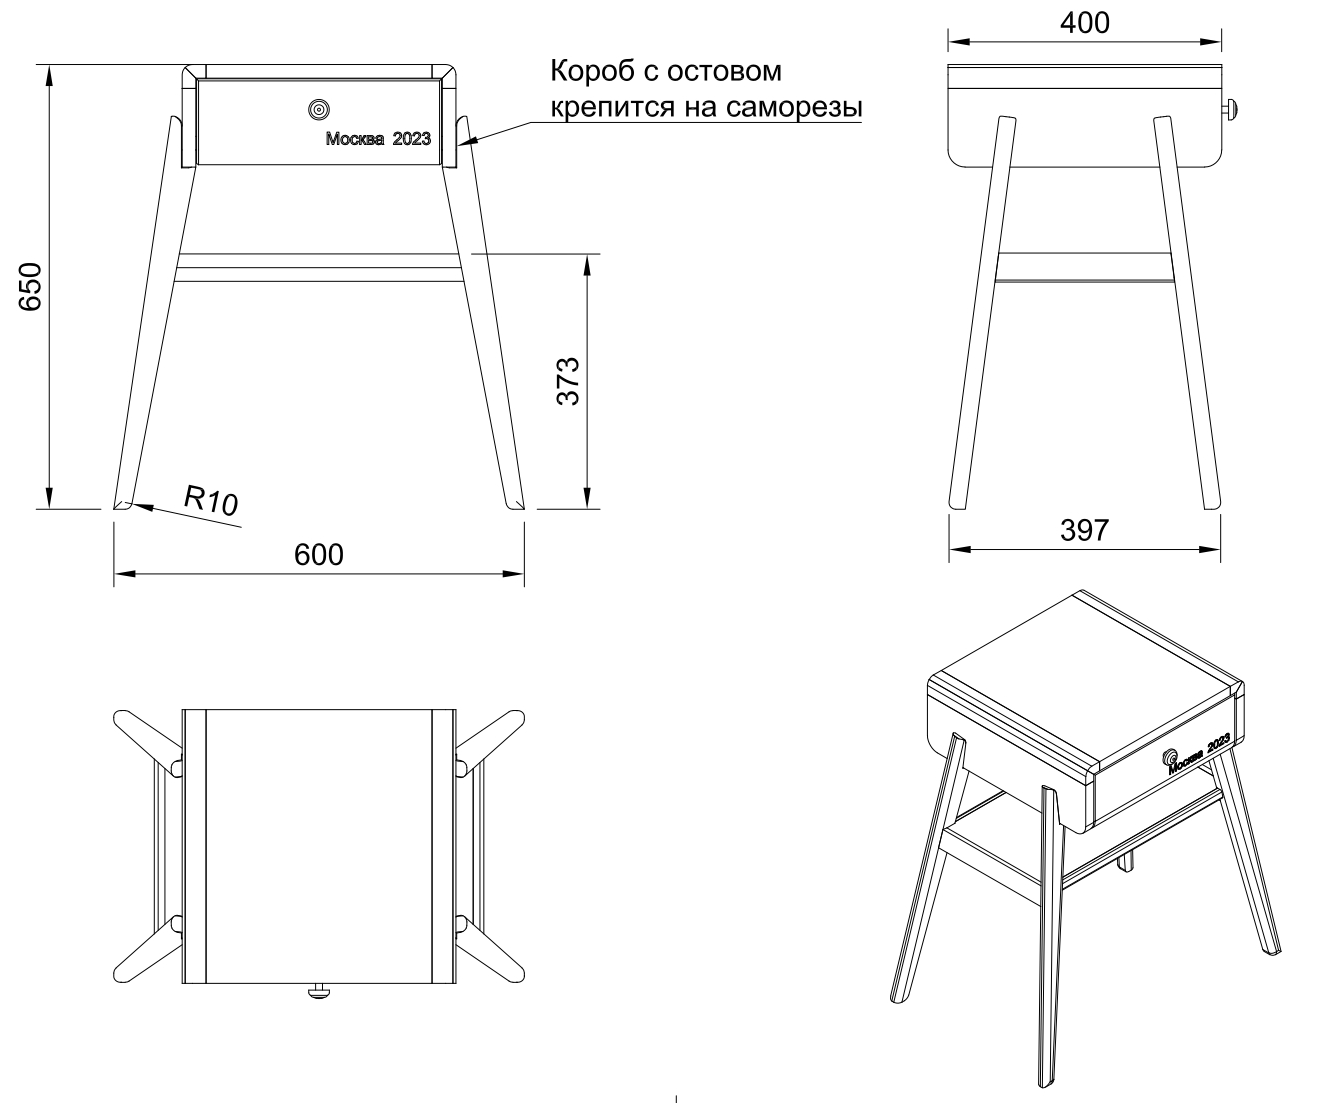 400
Короб с остовом
крепится на саморезы
Москва 2023
650
373
R10
397
600
Москва 2023